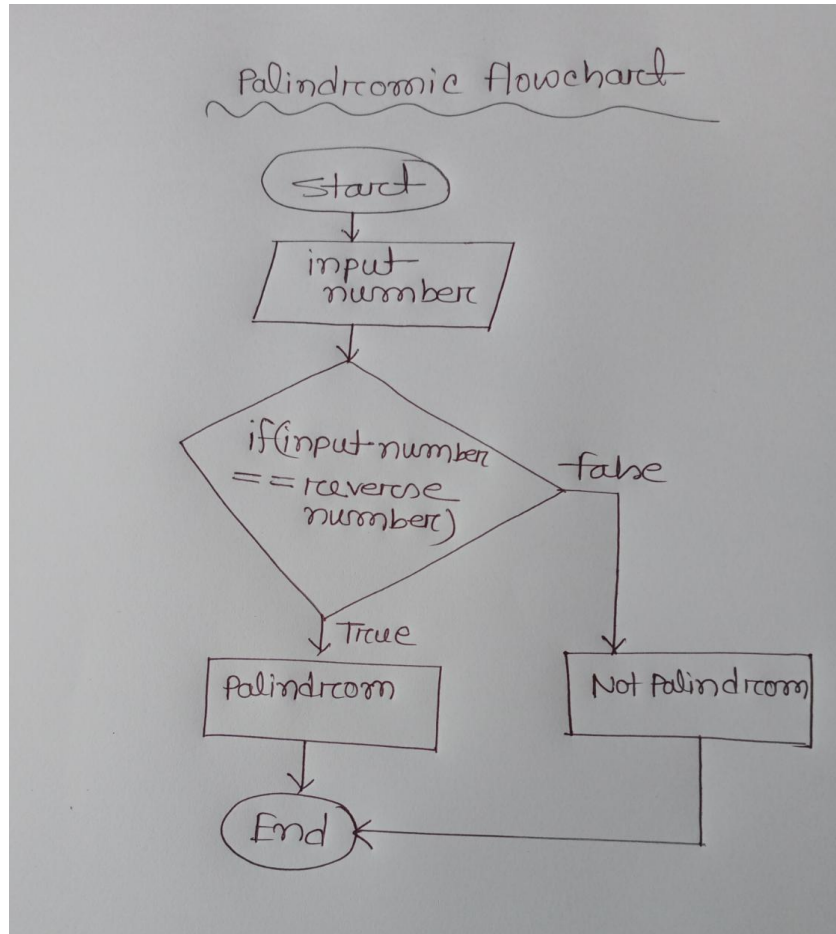 Palindromic flowchart
Start
input
number
if(input number
== reverse
number)
false
True
Palindrom
Not Palindrom
End